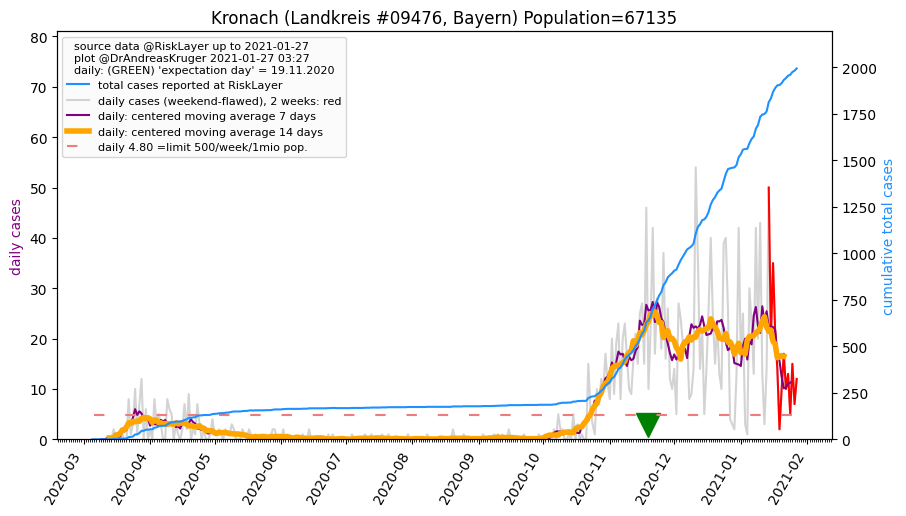 Kronach (Landkreis #09476, Bayern) Population=67135
source data @RiskLayer up to 2021-01-27
plot @DrAndreasKruger 2021-01-27 03:27
daily: (GREEN) 'expectation day' = 19.11.2020
total cases reported at RiskLayer
daily cases (weekend-flawed), 2 weeks: red
daily: centered moving average 7 days
daily: centered moving average 14 days
daily 4.80 =limit 500/week/1mio pop.
daily cases
80
70
60
50
40
30
20
10
0
cumulative total cases
2000
1750
1500
1250
1000
750
500
250
0
2020-03
2020-04
2020-05
2020-06
2020-07
2020-08
2020-09
2020-10
2020-11
2020-12
2021-01
2021-02